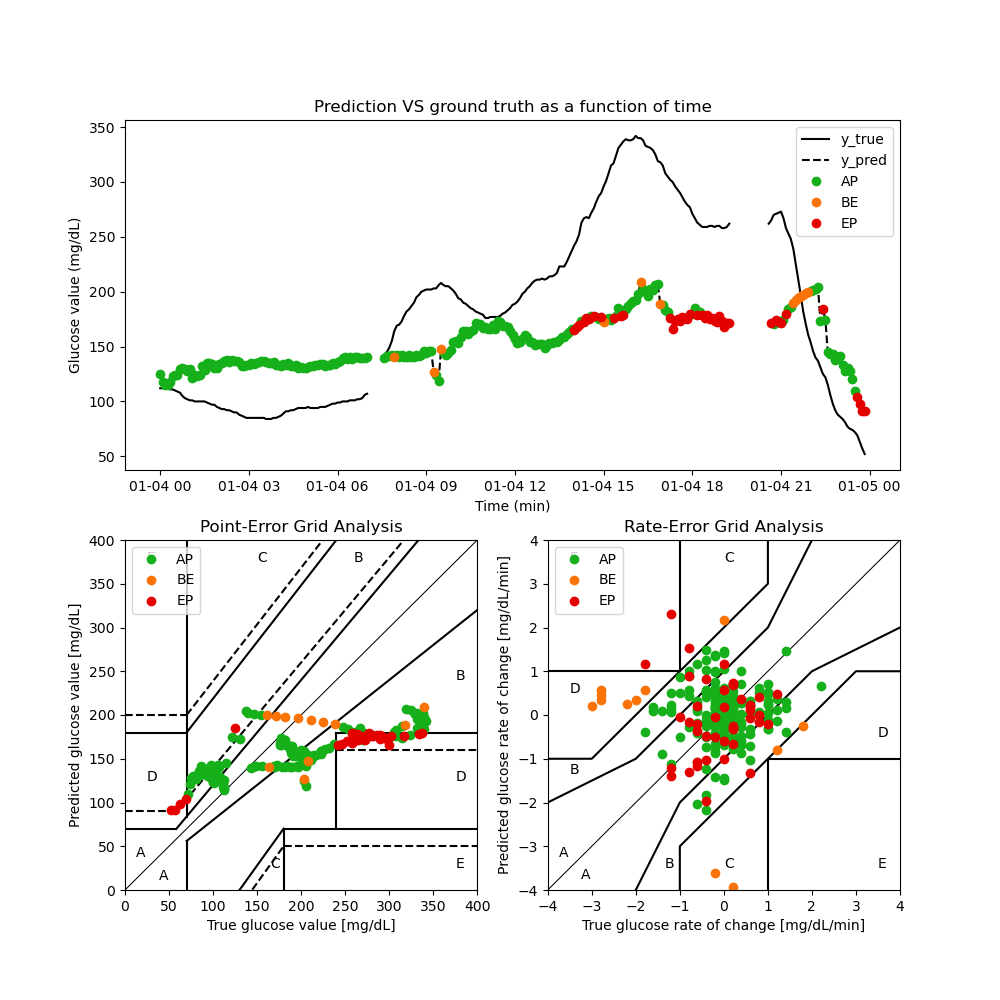 Prediction VS ground truth as a function of time
Glucose value (mg/dL)
350
300
250
200
150
100
50
y_true
y_pred
AP
BE
EP
01-04 00 01-04 03 01-04 06 01-04 09 01-04 12 01-04 15 01-04 18 01-04 21 01-05 00
Time (min)
Point-Error Grid Analysis
Predicted glucose value [mg/dL]
400
350
300
250
200
150
100
50
0
AP
BE
EP
C
B
B
D
D
A
A
C
E
0 50 100 150 200 250 300 350 400
True glucose value [mg/dL]
Rate-Error Grid Analysis
Predicted glucose rate of change [mg/dL/min]
4
3
2
1
0
−1
−2
−3
−4
AP
BE
EP
C
D
D
B
A
A
B
C
E
−4 −3 −2 −1 0 1 2 3 4
True glucose rate of change [mg/dL/min]